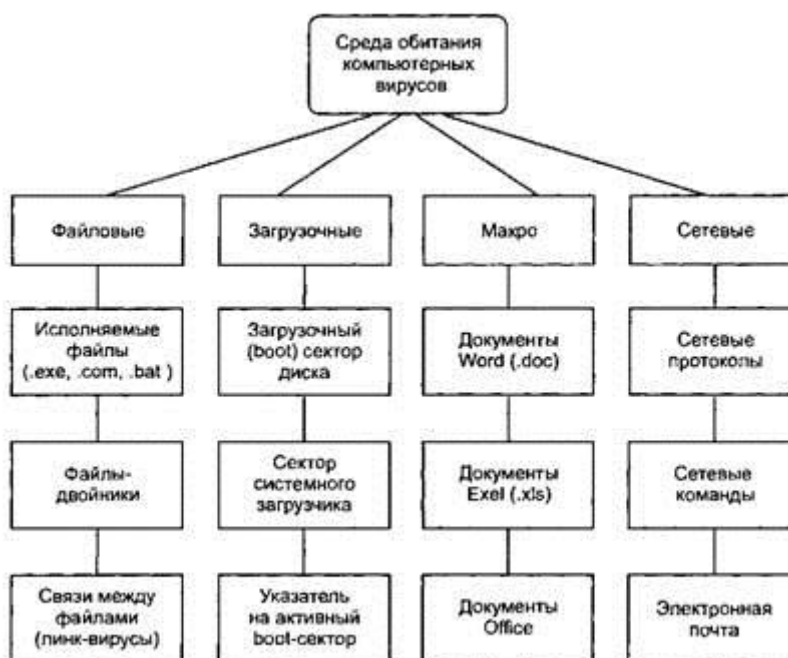 Среда обитания
компьютерных
вирусов
Файловые
Загрузочные
Макро
Сетевые
Исполняемые
файлы
(.exe, .com, .bat )
Загрузочный
(boot) сектор
диска
Документы
Word (.doc)
Сетевые
протоколы
Файлы-
двойники
Сектор
системного
загрузчика
Документы
Exel (.xls)
Сетевые
команды
Связи между
файлами
(линк-вирусы)
Указатель
на активный
boot-сектор
Документы
Office
Электронная
почта